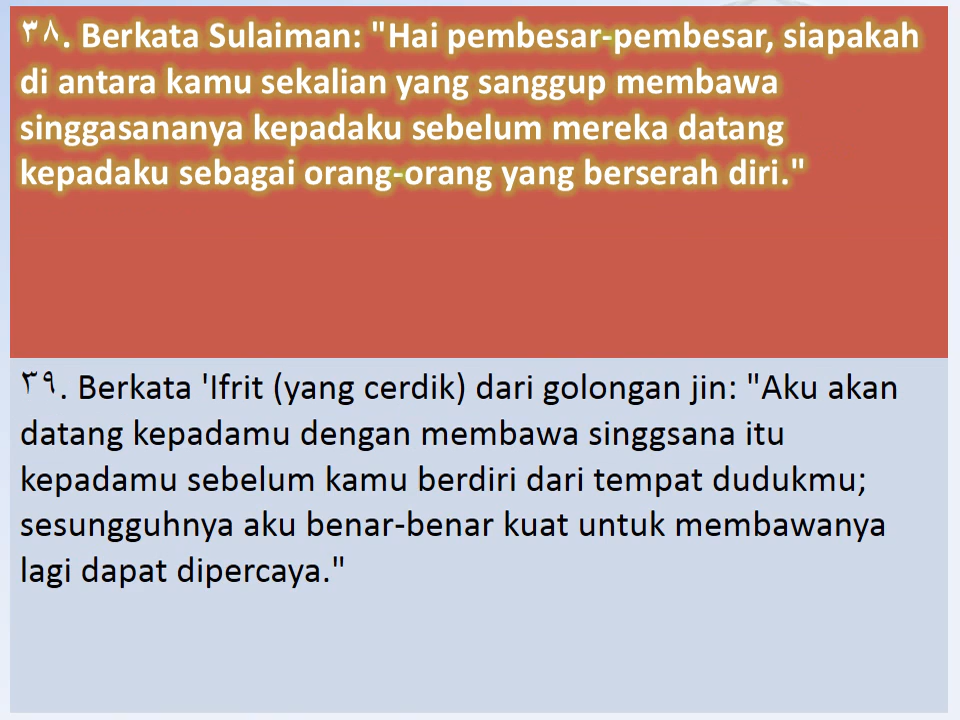 ٣٨. Berkata Sulaiman: "Hai pembesar-pembesar, siapakah
di antara kamu sekalian yang sanggup membawa
singgasananya kepadaku sebelum mereka datang
kepadaku sebagai orang-orang yang berserah diri."
٣٩. Berkata 'Ifrit (yang cerdik) dari golongan jin: "Aku akan
datang kepadamu dengan membawa singgsana itu
kepadamu sebelum kamu berdiri dari tempat dudukmu;
sesungguhnya aku benar-benar kuat untuk membawanya
lagi dapat dipercaya."